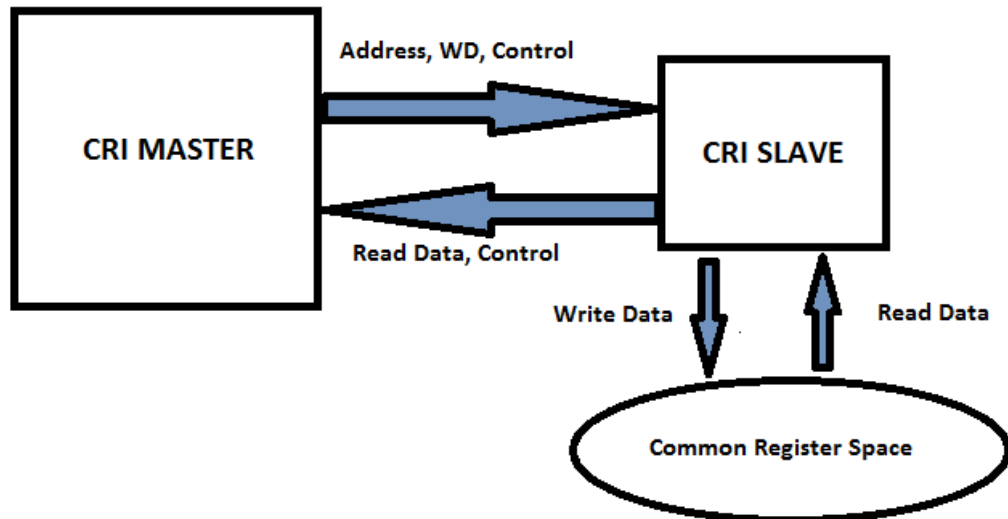 Address, WD, Control
CRI MASTER
CRI SLAVE
Read Data, Control
Write Data
Read Data
Common Register Space